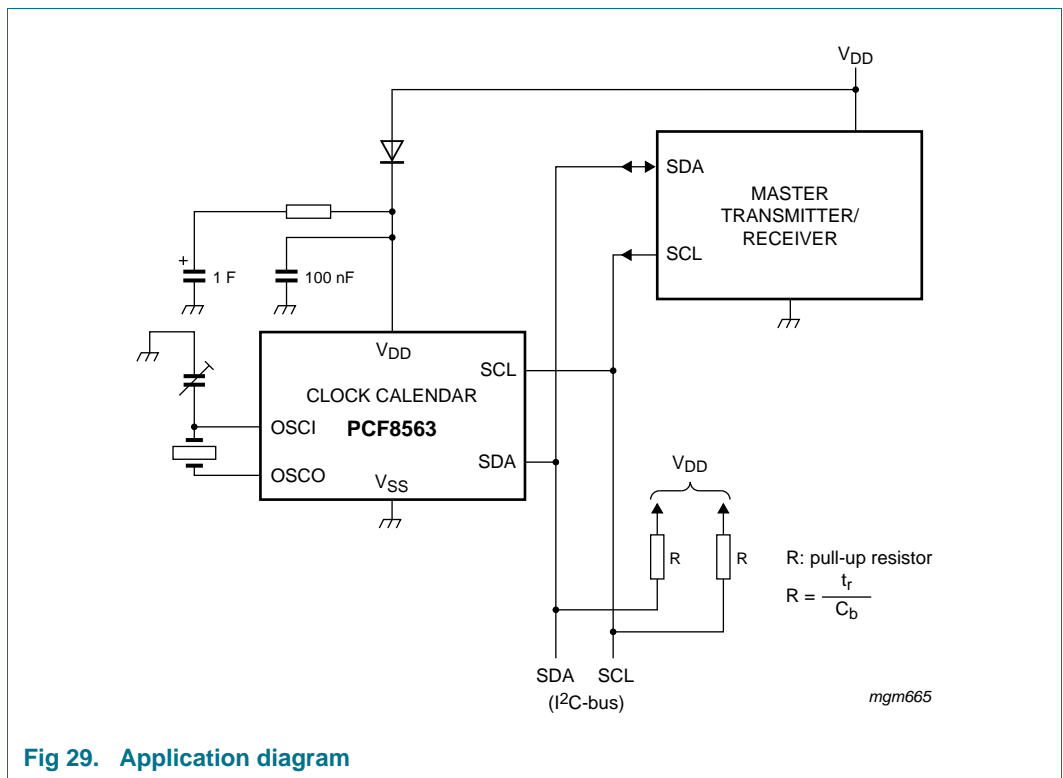 VDD
SDA
MASTER
TRANSMITTER/
RECEIVER
SCL
+
1 F
100 nF
VDD
SCL
CLOCK CALENDAR
PCF8563
OSCI
SDA
OSCO
VSS
VDD
R
R
R: pull-up resistor
R = tr / Cb
SDA SCL
(I2C-bus)
mgm665
Fig 29. Application diagram